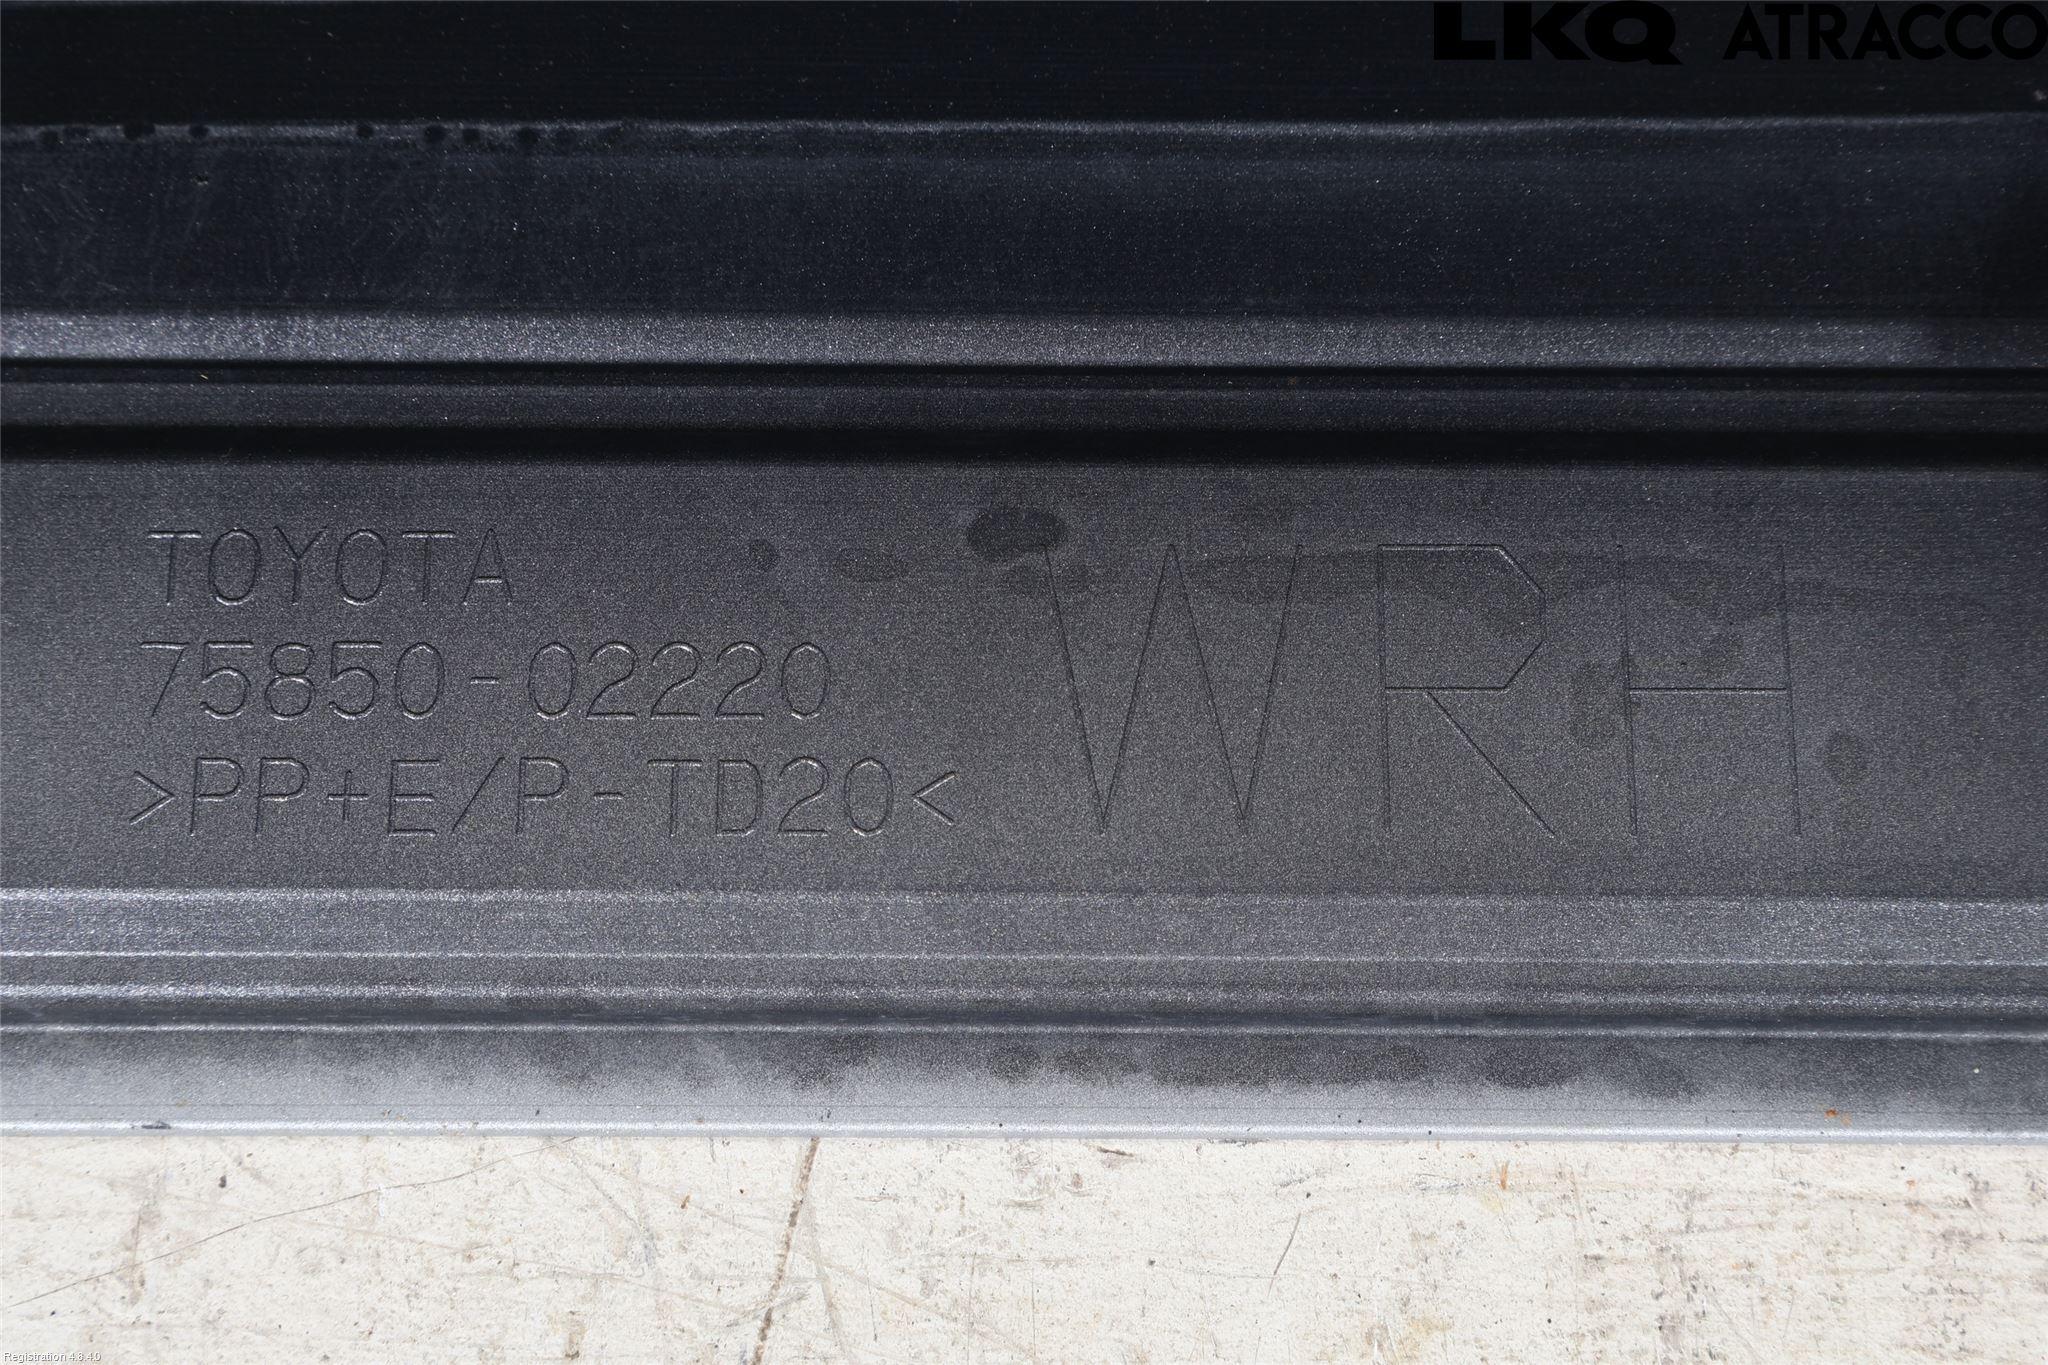 LKQ ATRACCO
TOYOTA
75850-02220
>PP+E/P-TD20<
WRH
Registration 4.8.4.0